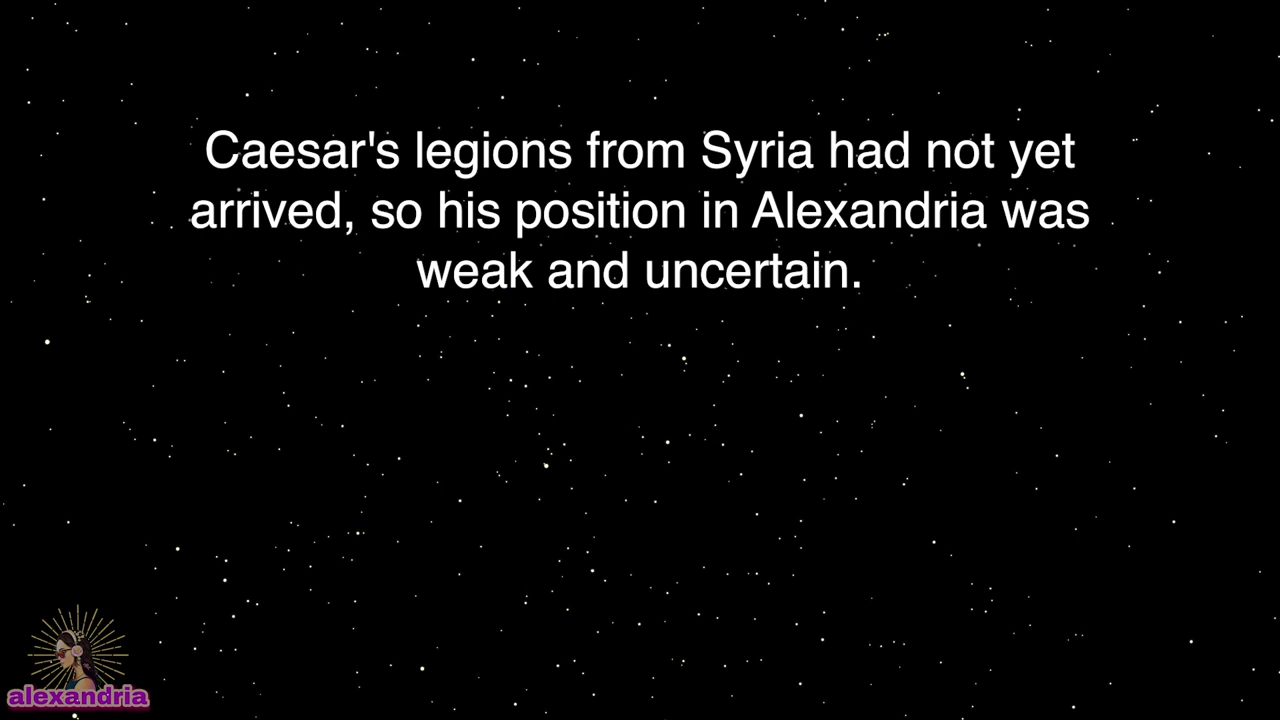 Caesar's legions from Syria had not yet
arrived, so his position in Alexandria was
weak and uncertain.
alexandria